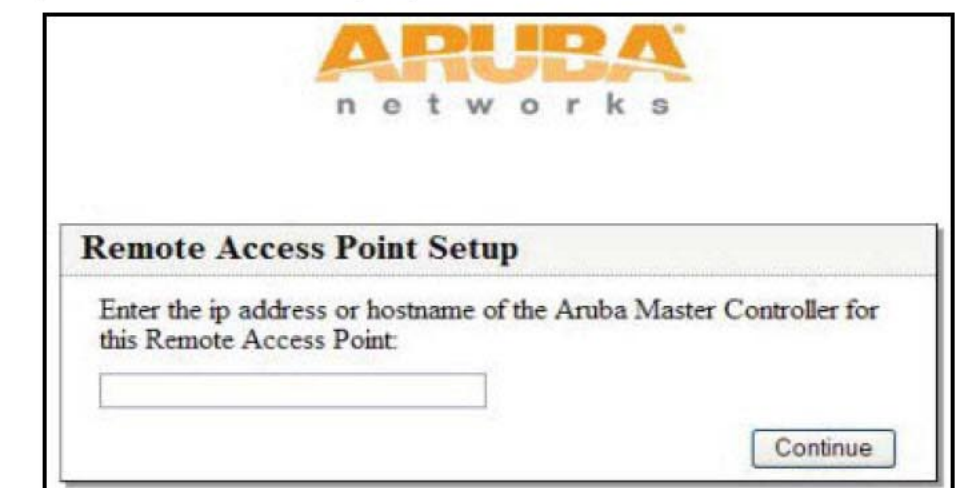 ARUBA
networks
Remote Access Point Setup
Enter the ip address or hostname of the Aruba Master Controller for
this Remote Access Point:
Continue